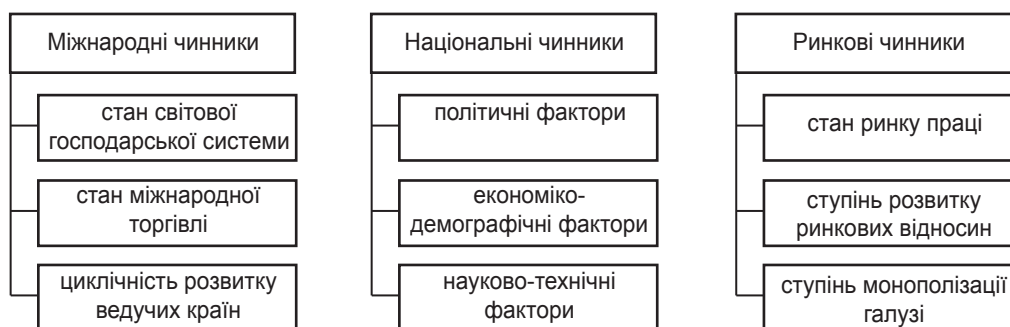 Міжнародні чинники
стан світової
господарської системи
стан міжнародної
торгівлі
циклічність розвитку
ведучих країн
Національні чинники
політичні фактори
економіко-
демографічні фактори
науково-технічні
фактори
Ринкові чинники
стан ринку праці
ступінь розвитку
ринкових відносин
ступінь монополізації
галузі